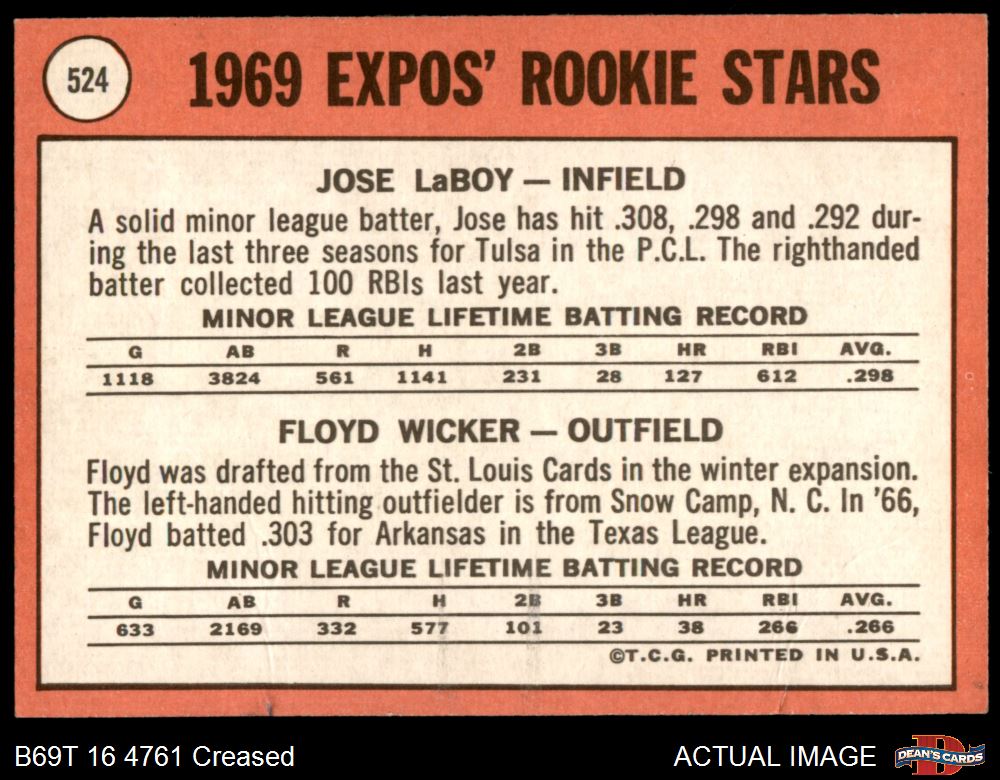 524
1969 EXPOS' ROOKIE STARS
JOSE LaBOY — INFIELD
A solid minor league batter, Jose has hit .308, .298 and .292 dur-
ing the last three seasons for Tulsa in the P.C.L. The righthanded
batter collected 100 RBIs last year.
MINOR LEAGUE LIFETIME BATTING RECORD
G AB R H 2B 3B HR RBI AVG.
1118 3824 561 1141 231 28 127 612 .298
FLOYD WICKER — OUTFIELD
Floyd was drafted from the St. Louis Cards in the winter expansion.
The left-handed hitting outfielder is from Snow Camp, N. C. In '66,
Floyd batted .303 for Arkansas in the Texas League.
MINOR LEAGUE LIFETIME BATTING RECORD
G AB R H 2B 3B HR RBI AVG.
633 2169 332 577 101 23 38 266 .266
©T.C.G. PRINTED IN U.S.A.
B69T 16 4761 Creased
ACTUAL IMAGE
D
DEAN'S CARDS